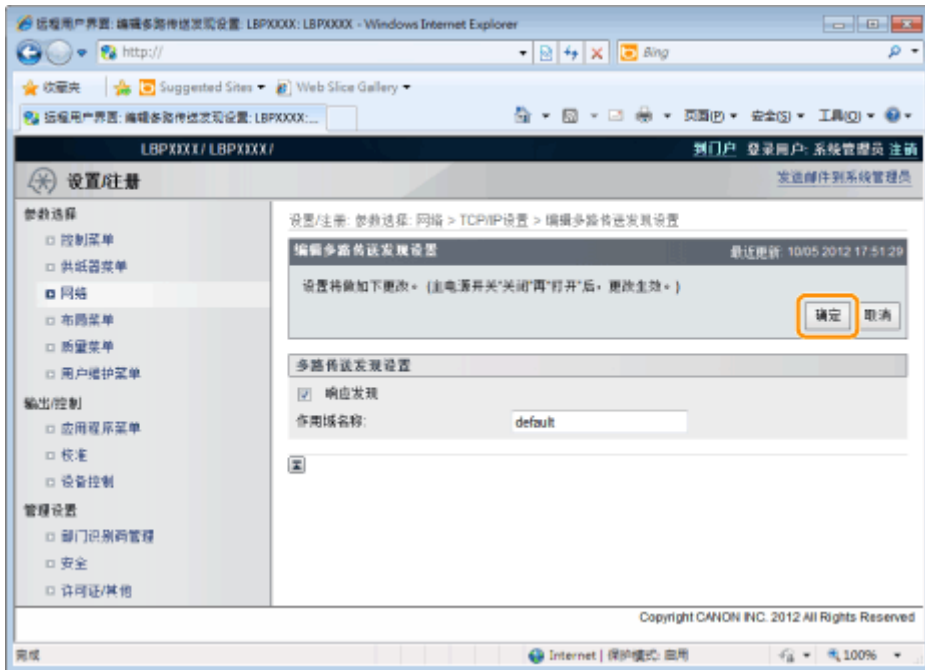 远程用户界面: 编辑多路传送发现设置: LBPXXXX: LBPXXXX - Windows Internet Explorer
http://
Bing
收藏夹 Suggested Sites Web Slice Gallery
远程用户界面: 编辑多路传送发现设置: LBPXXXX:...
页面(P) 安全(S) 工具(O)
LBPXXXX / LBPXXXX /
到门户 登录用户: 系统管理员 注销
设置/注册
发送邮件到系统管理员
参数选择
控制菜单
供纸器菜单
网络
布局菜单
质量菜单
用户维护菜单
输出/控制
应用程序菜单
校准
设备控制
管理设置
部门识别码管理
安全
许可证/其他
设置/注册: 参数选择: 网络 > TCP/IP设置 > 编辑多路传送发现设置
编辑多路传送发现设置
最近更新: 10/05 2012 17:51:29
设置将做如下更改。(主电源开关"关闭"再"打开"后，更改生效。)
确定 取消
多路传送发现设置
响应发现
作用域名称: default
Copyright CANON INC. 2012 All Rights Reserved
完成
Internet | 保护模式: 启用
100%